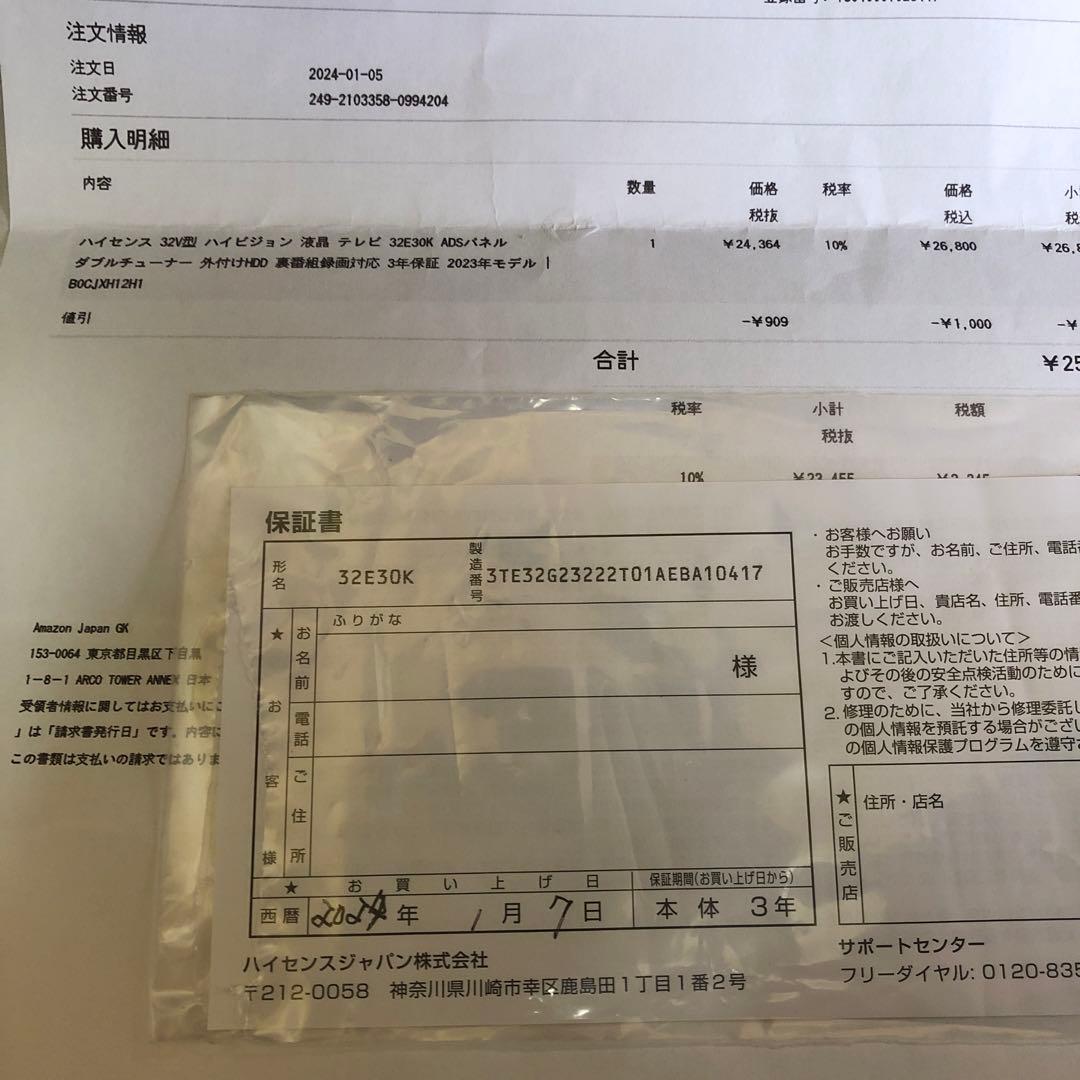 注文情報
注文日 2024-01-05
注文番号 249-2103358-0994204
購入明細
内容 数量 価格 税率 価格
税抜 税込
ハイセンス 32V型 ハイビジョン 液晶 テレビ 32E30K ADSパネル 1 ¥24,364 10% ¥26,800
ダブルチューナー 外付けHDD 裏番組録画対応 3年保証 2023年モデル |
B0CJXH12H1
値引 -¥909 -¥1,000
合計 ¥25
税率 小計 税額
税抜
10% ¥23,455
保証書
形名 32E30K 製造番号 3TE32G23222T01AEBA10417
★お客様
ふりがな
お名前 様
電話
ご住所
★お買い上げ日 保証期間(お買い上げ日から)
西暦 2024年 1月7日 本体 3年
ハイセンスジャパン株式会社
〒212-0058 神奈川県川崎市幸区鹿島田1丁目1番2号
・お客様へお願い
お手数ですが、お名前、ご住所、電話
ください。
・ご販売店様へ
お買い上げ日、貴店名、住所、電話
お渡しください。
<個人情報の取扱いについて>
1.本書にご記入いただいた住所等の情
よびその後の安全点検活動のために
すので、ご了承ください。
2.修理のために、当社から修理委託し
の個人情報を預託する場合がござい
の個人情報保護プログラムを遵守
★ご販売店 住所・店名
サポートセンター
フリーダイヤル: 0120-835
Amazon Japan GK
153-0064 東京都目黒区下目黒
1-8-1 ARCO TOWER ANNEX 日本
受領者情報に関してはお支払いに
」は「請求書発行日」です。内容に
この書類は支払いの請求ではありま